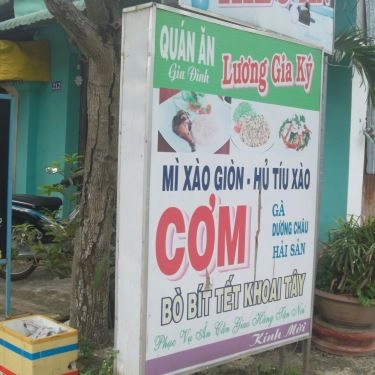 QUÁN ĂN
Gia Đình
Lương Gia Ký
MÌ XÀO GIÒN - HỦ TÍU XÀO
CƠM
GÀ
DƯƠNG CHÂU
HẢI SẢN
BÒ BÍT TẾT KHOAI TÂY
Phục Vụ Ăn Cần Giao Hàng Tận Nơi
Kính Mời